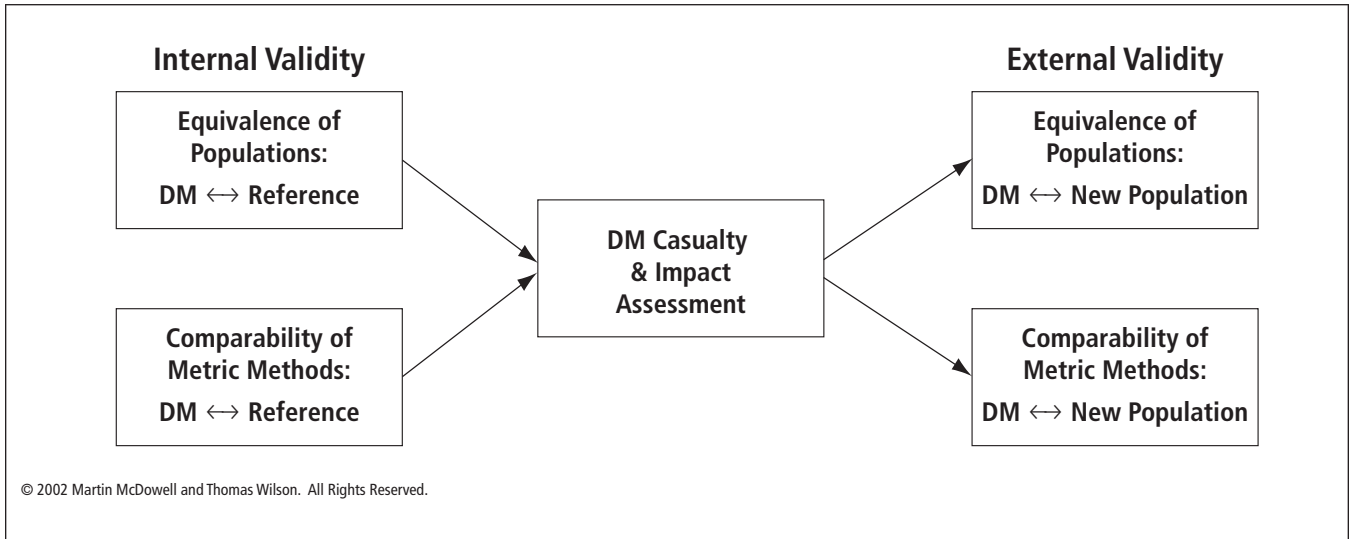 Internal Validity
Equivalence of
Populations:
DM ↔ Reference
Comparability of
Metric Methods:
DM ↔ Reference
DM Casualty
& Impact
Assessment
External Validity
Equivalence of
Populations:
DM ↔ New Population
Comparability of
Metric Methods:
DM ↔ New Population
© 2002 Martin McDowell and Thomas Wilson. All Rights Reserved.